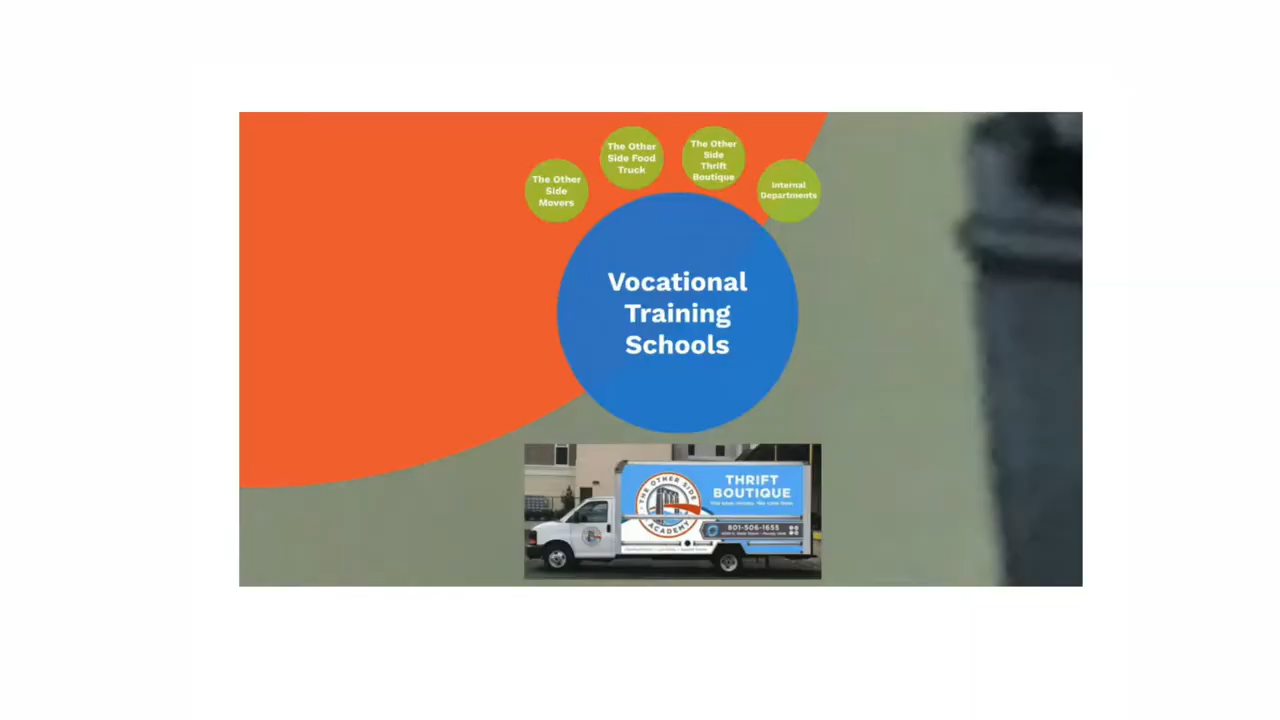 The Other
Side
Movers
The Other
Side Food
Truck
The Other
Side
Thrift
Boutique
Internal
Departments
Vocational
Training
Schools
THE OTHER SIDE
ACADEMY
THRIFT
BOUTIQUE
801-506-1655